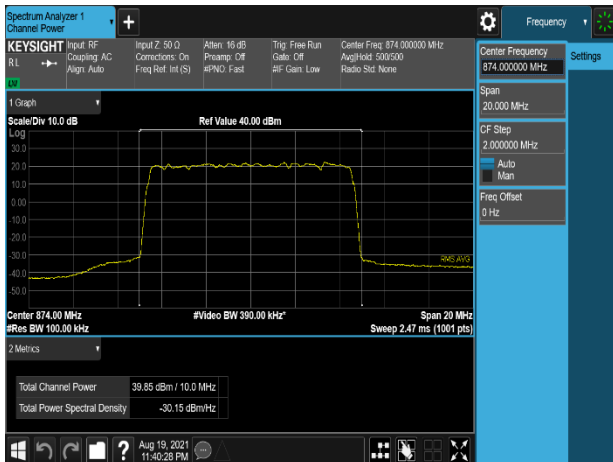 Spectrum Analyzer 1
Channel Power
Frequency
KEYSIGHT
R L
Input: RF
Coupling: AC
Align: Auto
Input Z: 50 Ω
Corrections: On
Freq Ref: Int (S)
Atten: 16 dB
Preamp: Off
#PNO: Fast
Trig: Free Run
Gate: Off
#IF Gain: Low
Center Freq: 874.000000 MHz
Avg|Hold: 500/500
Radio Std: None
Center Frequency
874.000000 MHz
Settings
Span
20.000 MHz
CF Step
2.000000 MHz
Auto
Man
Freq Offset
0 Hz
1 Graph
Scale/Div 10.0 dB
Ref Value 40.00 dBm
Log
30.0
20.0
10.0
0.00
-10.0
-20.0
-30.0
-40.0
-50.0
RMS AVG
Center 874.00 MHz
#Video BW 390.00 kHz*
Span 20 MHz
#Res BW 100.00 kHz
Sweep 2.47 ms (1001 pts)
2 Metrics
Total Channel Power 39.85 dBm / 10.0 MHz
Total Power Spectral Density -30.15 dBm/Hz
Aug 19, 2021
11:40:28 PM